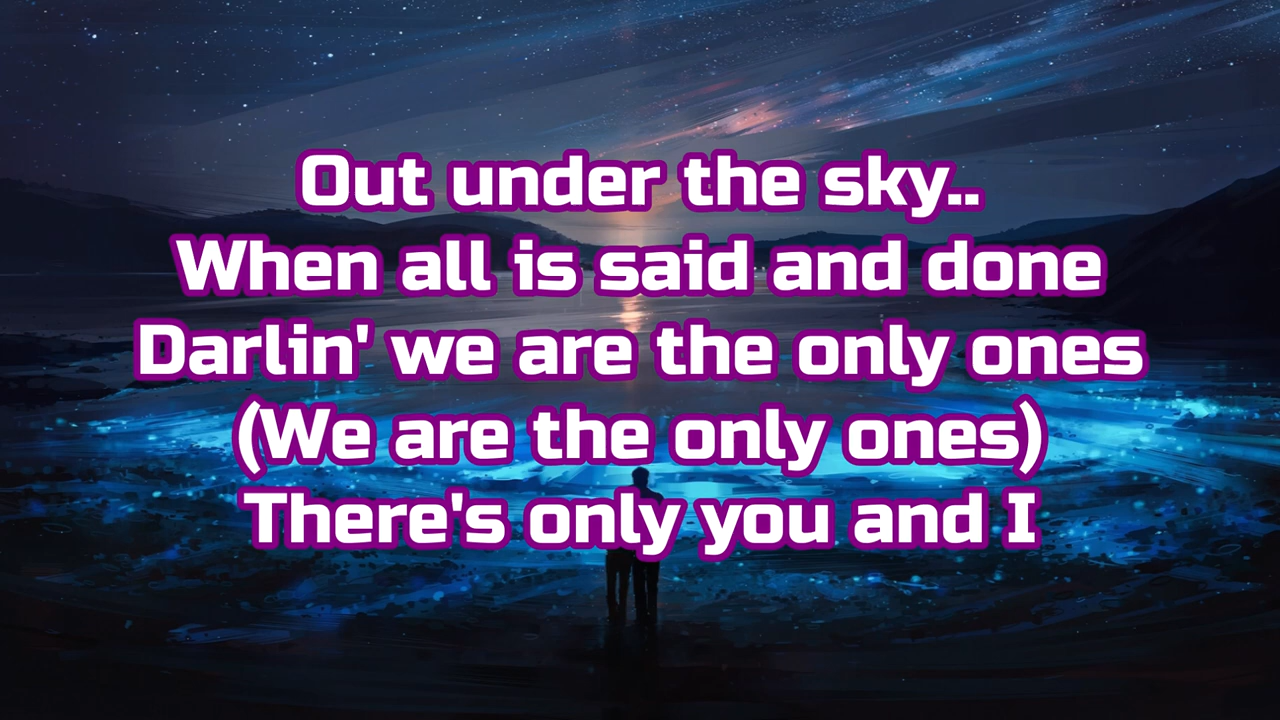 Out under the sky..
When all is said and done
Darlin' we are the only ones
(We are the only ones)
There's only you and I